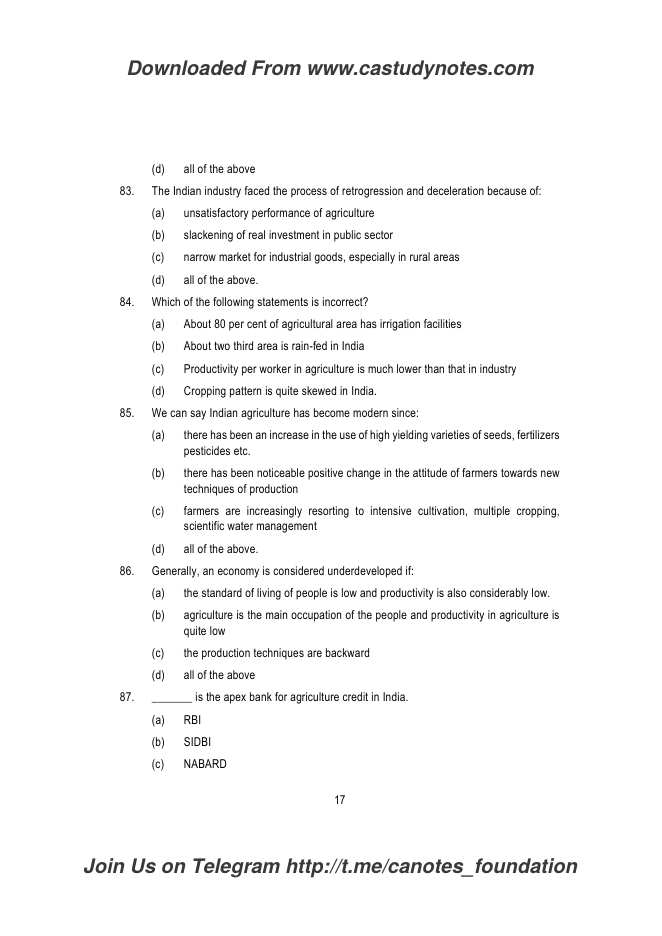 Downloaded From www.castudynotes.com
(d) all of the above
83. The Indian industry faced the process of retrogression and deceleration because of:
(a) unsatisfactory performance of agriculture
(b) slackening of real investment in public sector
(c) narrow market for industrial goods, especially in rural areas
(d) all of the above.
84. Which of the following statements is incorrect?
(a) About 80 per cent of agricultural area has irrigation facilities
(b) About two third area is rain-fed in India
(c) Productivity per worker in agriculture is much lower than that in industry
(d) Cropping pattern is quite skewed in India.
85. We can say Indian agriculture has become modern since:
(a) there has been an increase in the use of high yielding varieties of seeds, fertilizers
pesticides etc.
(b) there has been noticeable positive change in the attitude of farmers towards new
techniques of production
(c) farmers are increasingly resorting to intensive cultivation, multiple cropping,
scientific water management
(d) all of the above.
86. Generally, an economy is considered underdeveloped if:
(a) the standard of living of people is low and productivity is also considerably low.
(b) agriculture is the main occupation of the people and productivity in agriculture is
quite low
(c) the production techniques are backward
(d) all of the above
87. _______ is the apex bank for agriculture credit in India.
(a) RBI
(b) SIDBI
(c) NABARD
17
Join Us on Telegram http://t.me/canotes_foundation